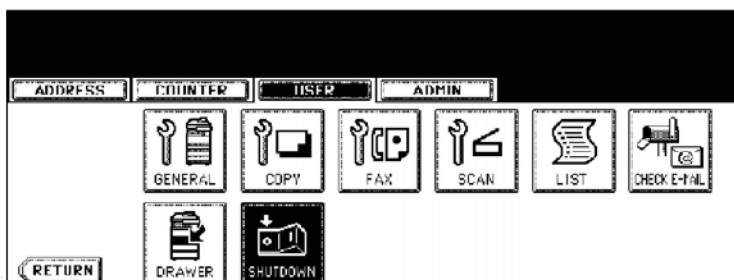 ADDRESS COUNTER USER ADMIN
GENERAL COPY FAX SCAN LIST CHECK E-MAIL
RETURN DRAWER SHUTDOWN